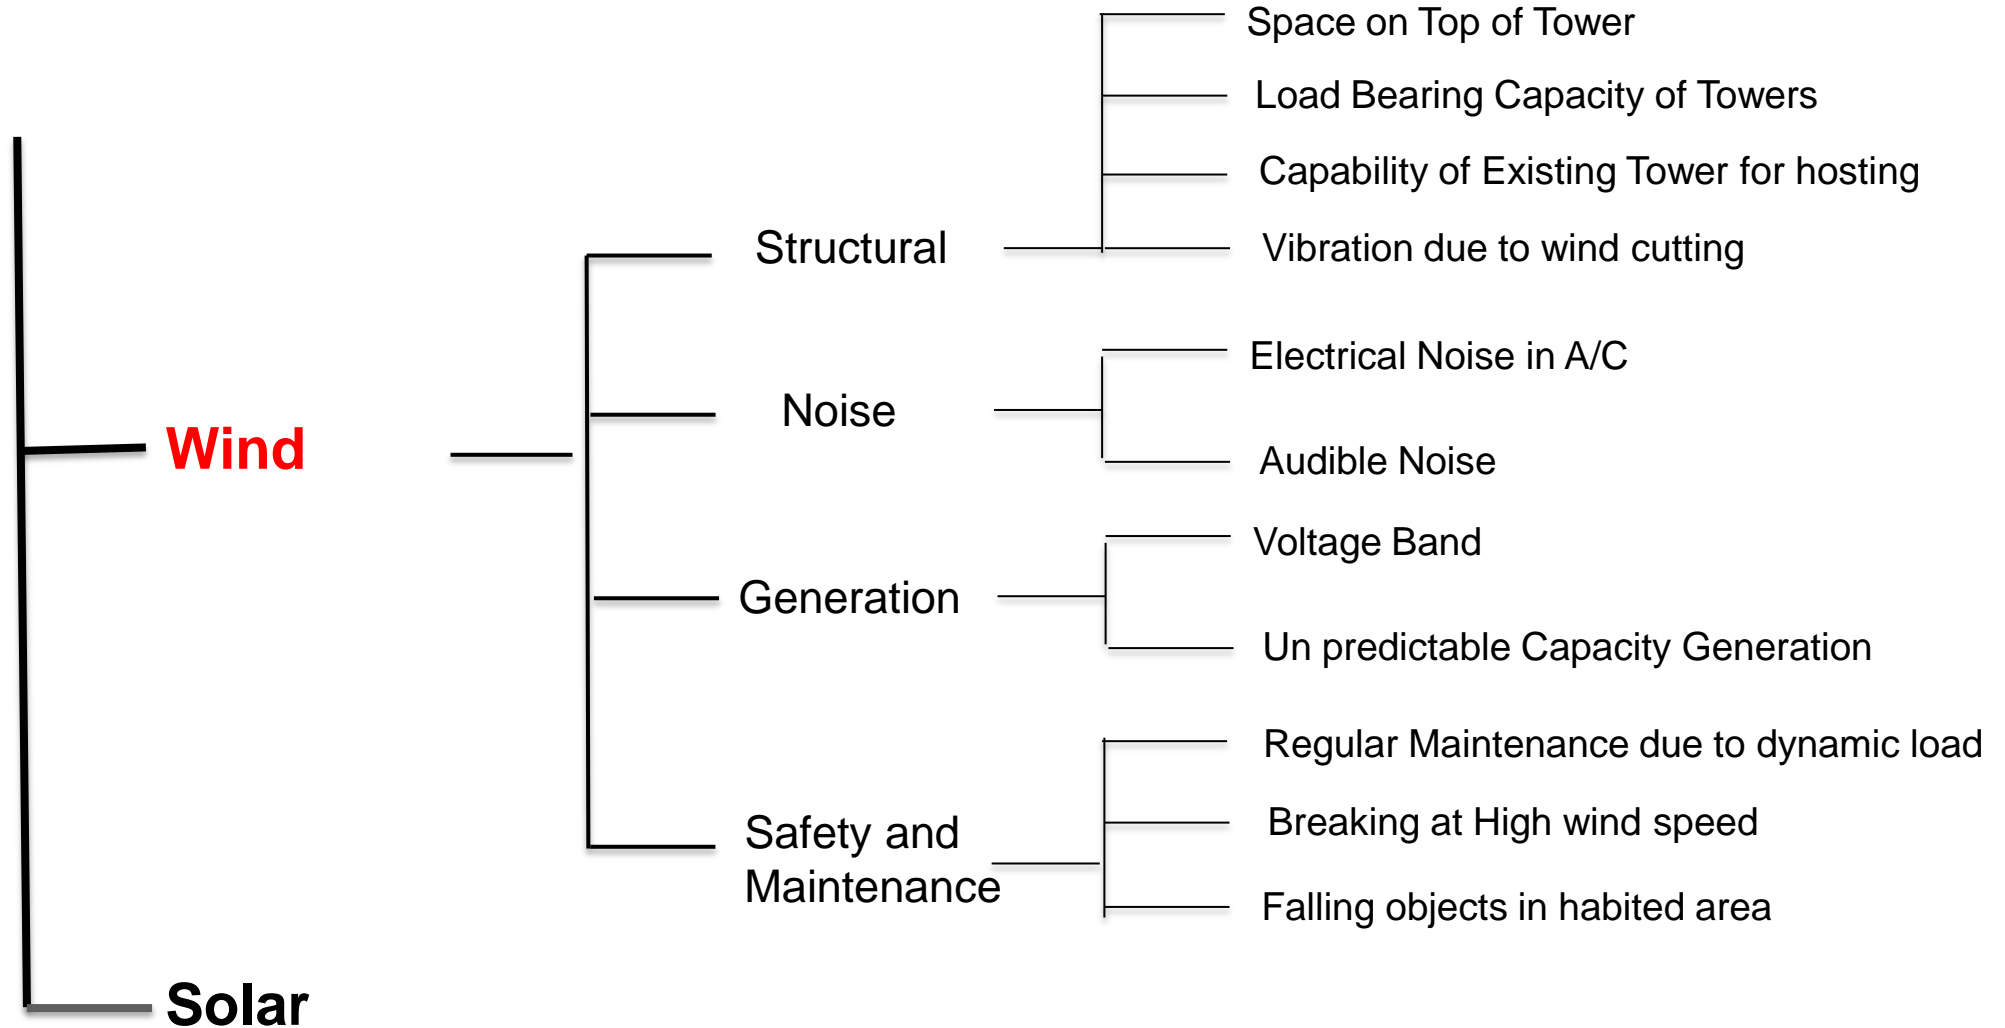 Space on Top of Tower
Load Bearing Capacity of Towers
Capability of Existing Tower for hosting
Structural
Vibration due to wind cutting
Electrical Noise in A/C
Noise
Wind
Audible Noise
Voltage Band
Generation
Un predictable Capacity Generation
Regular Maintenance due to dynamic load
Safety and
Maintenance
Breaking at High wind speed
Falling objects in habited area
Solar